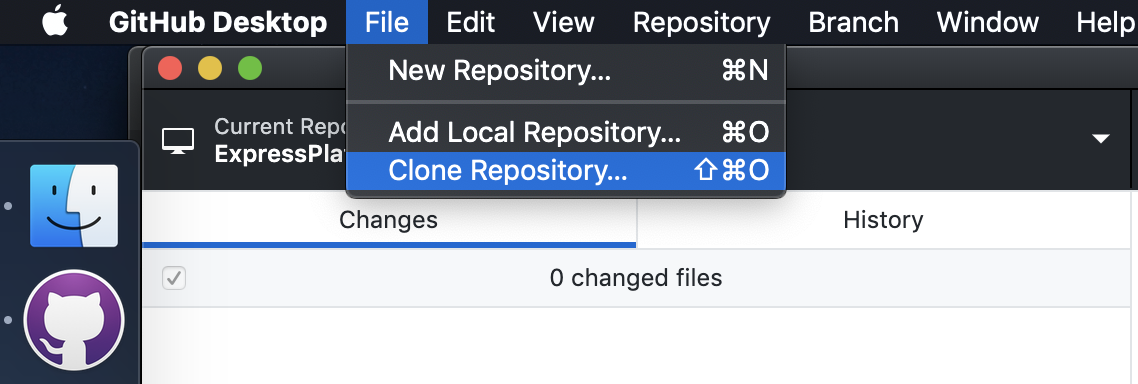 GitHub Desktop File Edit View Repository Branch Window Help
New Repository... ⌘N
Add Local Repository... ⌘O
Clone Repository... ⇧⌘O
Current
ExpressPla
Changes History
0 changed files